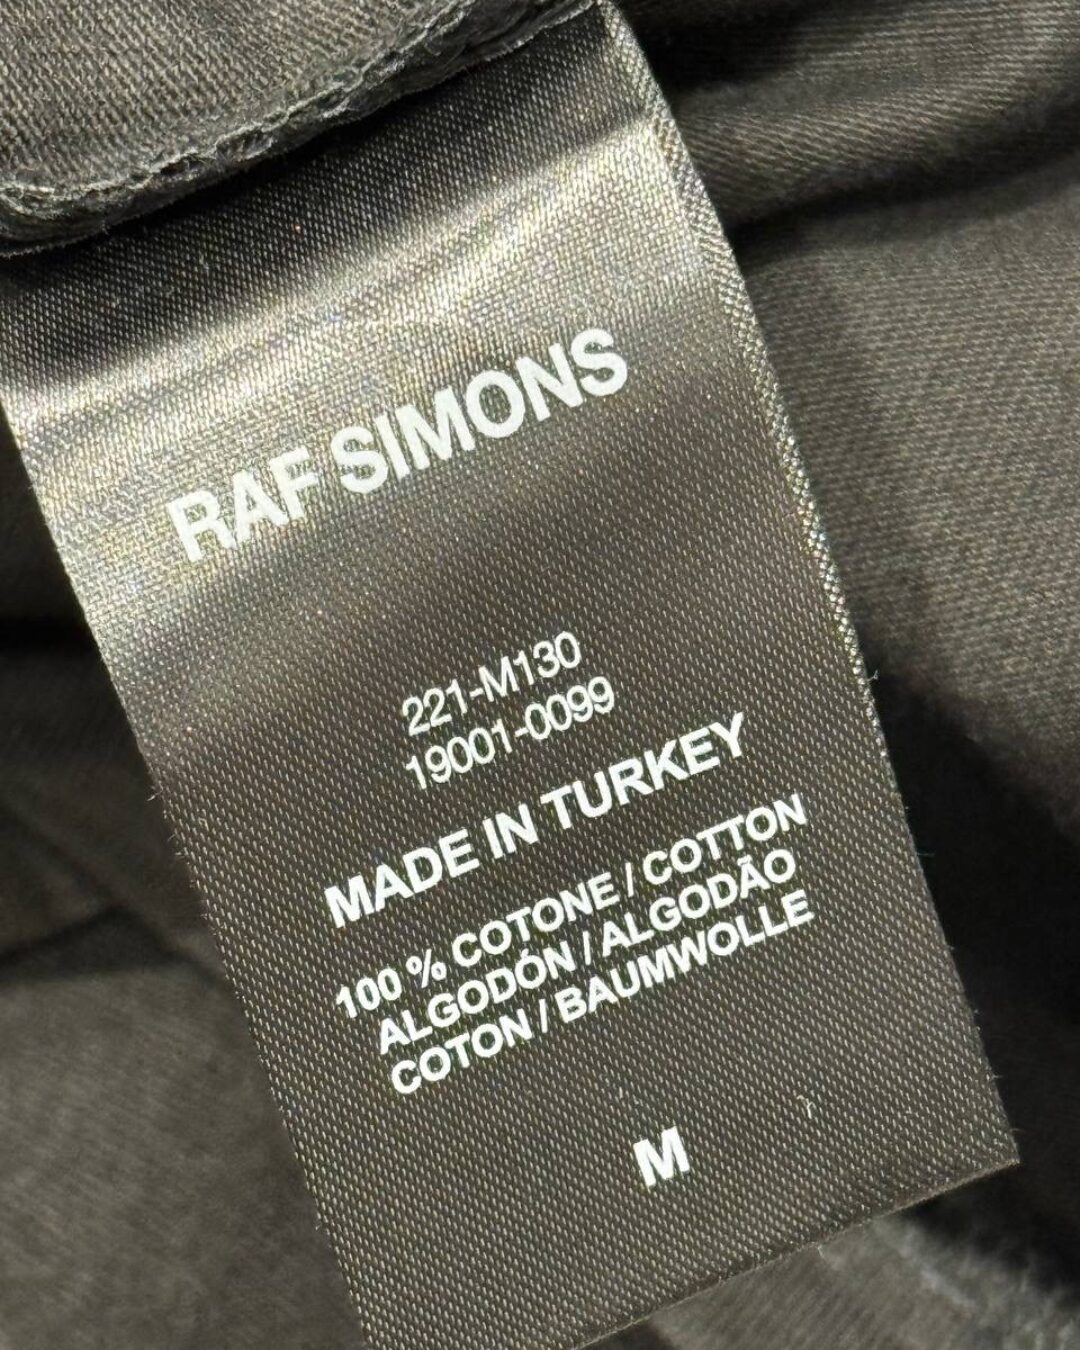 RAF SIMONS
221-M130
19001-0099
MADE IN TURKEY
100 % COTONE / COTTON
ALGODÓN / ALGODÃO
COTON / BAUMWOLLE
M